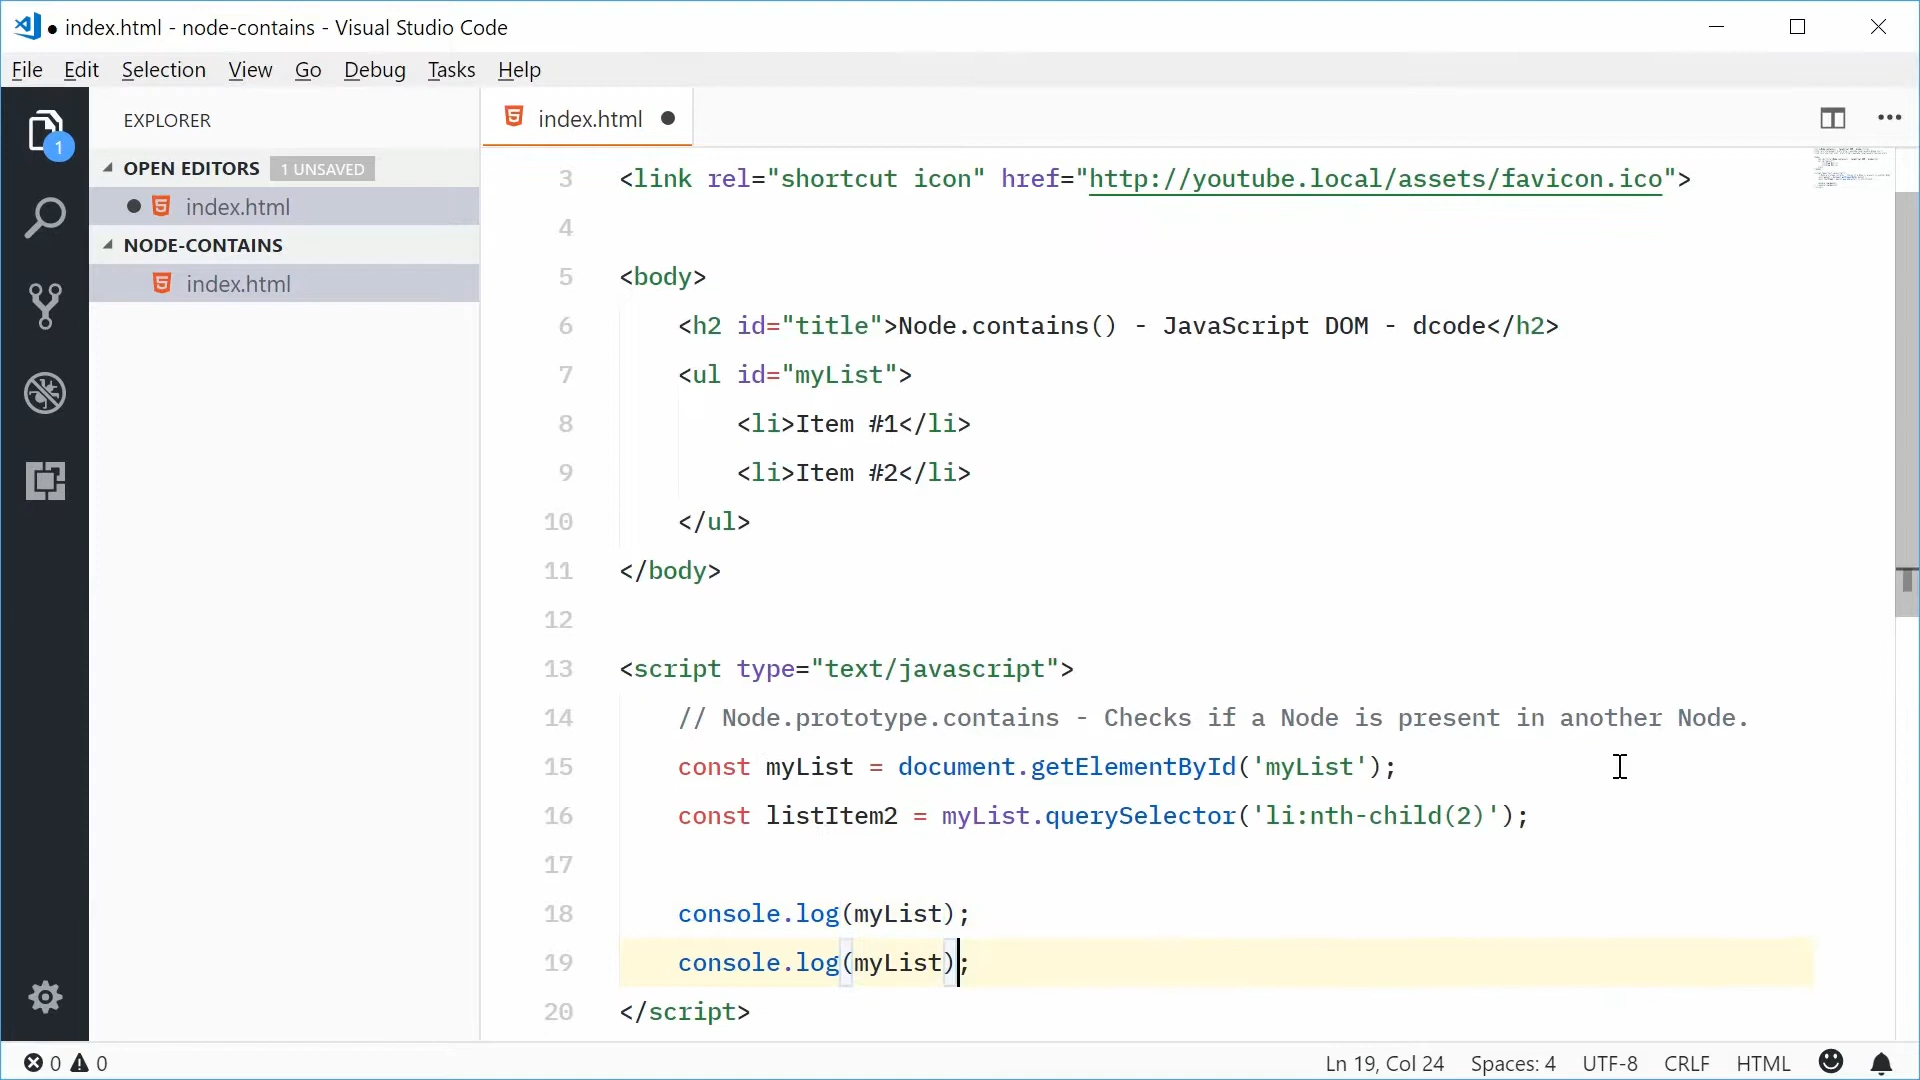 index.html - node-contains - Visual Studio Code
File Edit Selection View Go Debug Tasks Help
1
EXPLORER
OPEN EDITORS 1 UNSAVED
index.html
NODE-CONTAINS
index.html
index.html
3 <link rel="shortcut icon" href="http://youtube.local/assets/favicon.ico">
4
5 <body>
6 <h2 id="title">Node.contains() - JavaScript DOM - dcode</h2>
7 <ul id="myList">
8 <li>Item #1</li>
9 <li>Item #2</li>
10 </ul>
11 </body>
12
13 <script type="text/javascript">
14 // Node.prototype.contains - Checks if a Node is present in another Node.
15 const myList = document.getElementById('myList');
16 const listItem2 = myList.querySelector('li:nth-child(2)');
17
18 console.log(myList);
19 console.log(myList);
20 </script>
0 0 Ln 19, Col 24 Spaces: 4 UTF-8 CRLF HTML